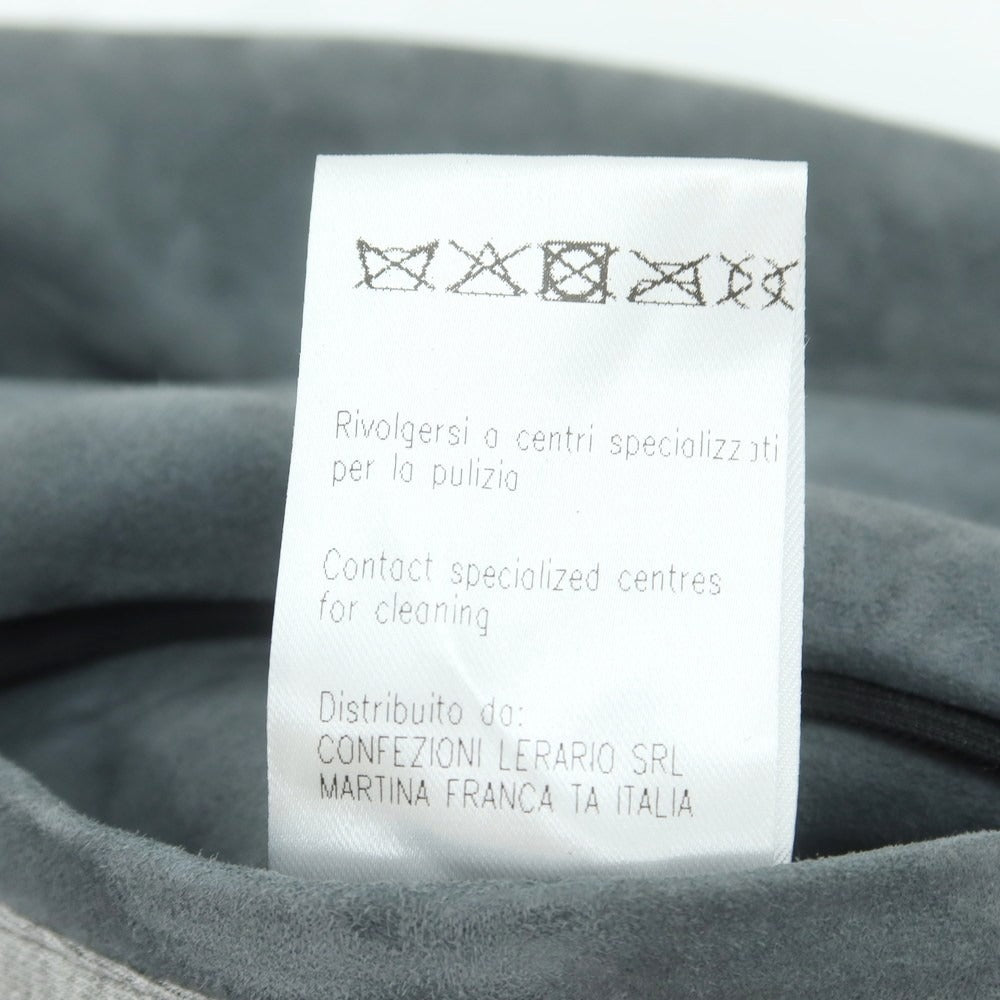 Rivolgersi a centri specializzati
per la pulizia
Contact specialized centres
for cleaning
Distribuito da:
CONFEZIONI LERARIO SRL
MARTINA FRANCA TA ITALIA